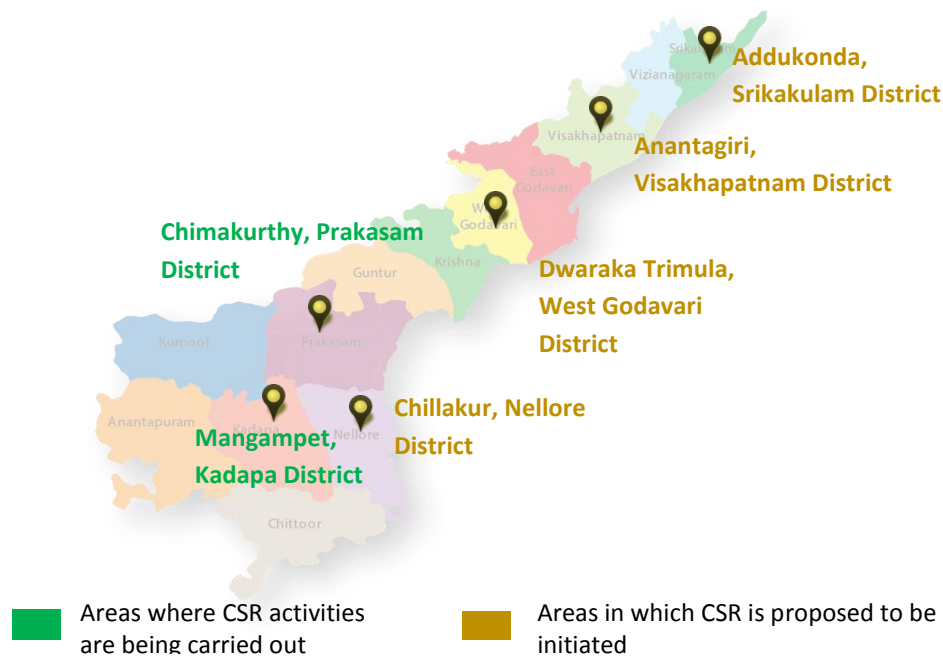 Srikakulam
Addukonda,
Srikakulam District
Vizianagaram
Visakhapatnam
Anantagiri,
Visakhapatnam District
East
Godavari
West
Godavari
Chimakurthy, Prakasam
District
Krishna
Guntur
Dwaraka Trimula,
West Godavari
District
Kurnool
Prakasam
Anantapuram
Kadapa
Nellore
Chillakur, Nellore
District
Mangampet,
Kadapa District
Chittoor
Areas where CSR activities
are being carried out
Areas in which CSR is proposed to be
initiated